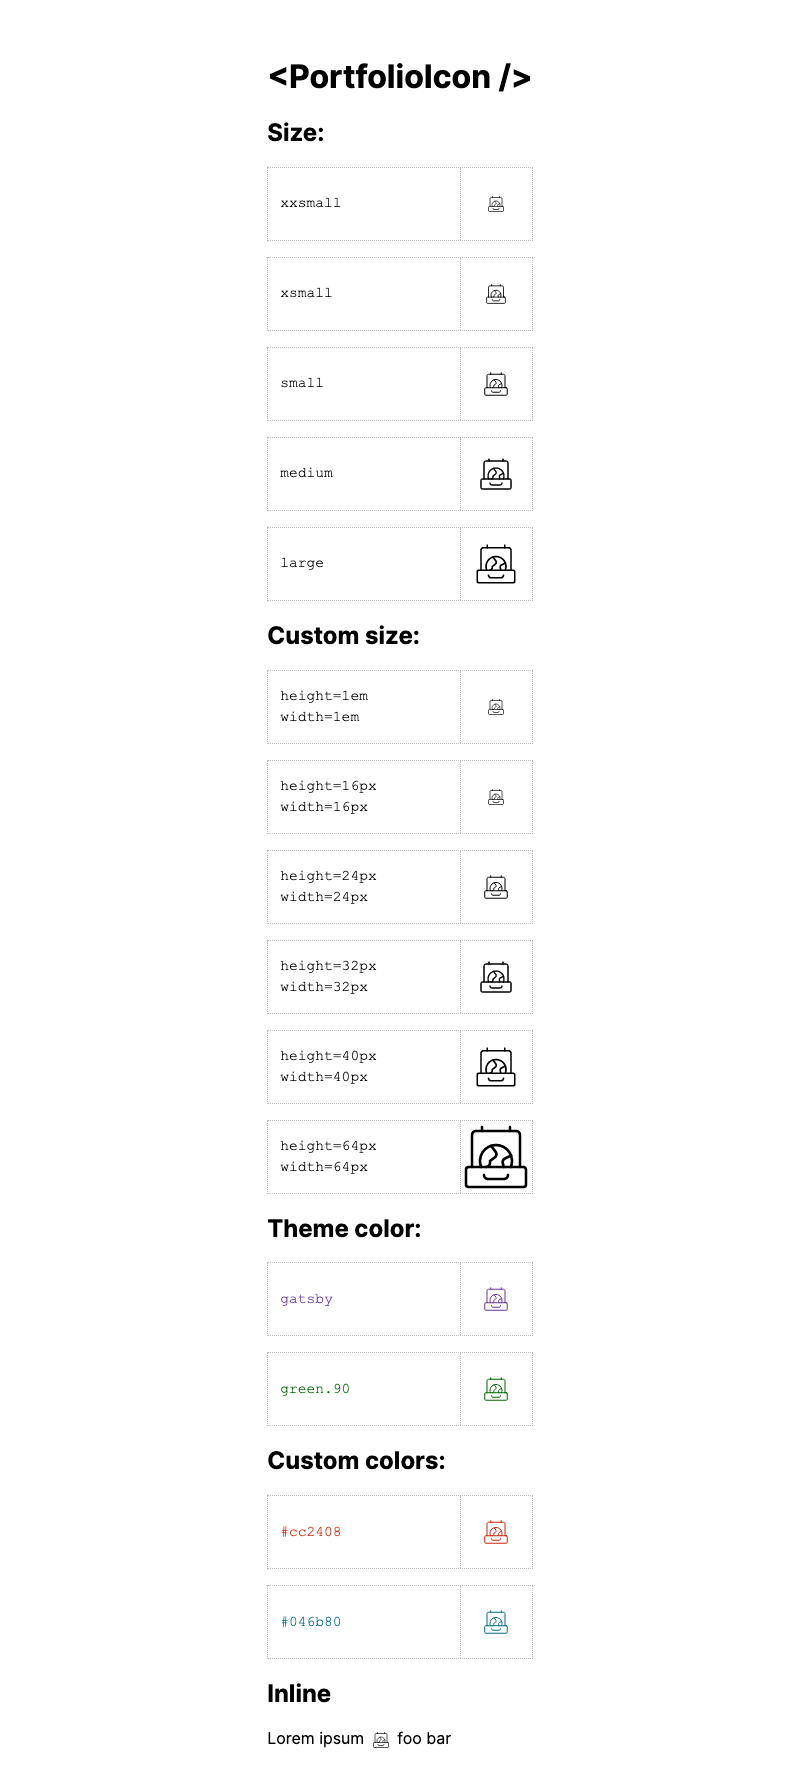 <PortfolioIcon />
Size:
xxsmall
xsmall
small
medium
large
Custom size:
height=1em
width=1em
height=16px
width=16px
height=24px
width=24px
height=32px
width=32px
height=40px
width=40px
height=64px
width=64px
Theme color:
gatsby
green.90
Custom colors:
#cc2408
#046b80
Inline
Lorem ipsum foo bar